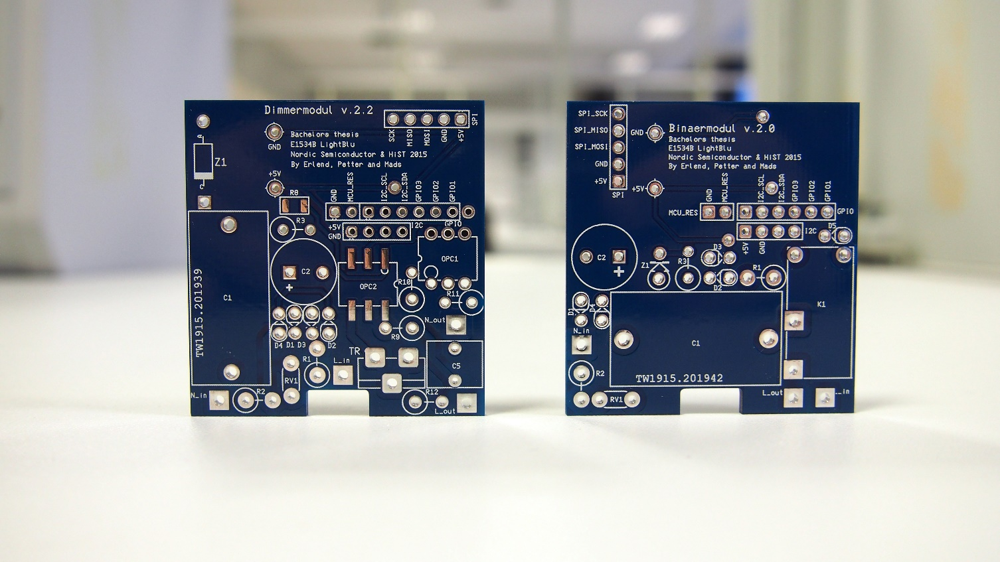 Dimmermodul v.2.2
Bachelors thesis
E1534B LightBlu
Nordic Semiconductor & HiST 2015
By Erlend, Petter and Mads
SCK
MISO
MOSI
GND
+5V
SPI
GND
Z1
+5V
R8
GND
MCU_RES
I2C_SCL
I2C_SDA
GPIO3
GPIO2
GPIO1
R3
+5V
GND
I2C
GPIO
OPC1
C2
+
OPC2
R10
R11
C1
TW1915.201939
N_out
R9
D4
D1
D3
D2
TR
R1
L_in
C5
RV1
N_in
R2
R12
L_out
SPI_SCK
SPI_MISO
SPI_MOSI
GND
+5V
SPI
GND
Binaermodul v.2.0
Bachelors thesis
E1534B LightBlu
Nordic Semiconductor & HiST 2015
By Erlend, Petter and Mads
+5V
GND
MCU_RES
I2C_SCL
I2C_SDA
GPIO3
GPIO2
GPIO1
MCU_RES
GPIO
I2C
+5V
GND
D5
C2
+
Z1
R3
D3
D2
R1
D1
D4
K1
N_in
C1
R2
TW1915.201942
RV1
L_out
_in